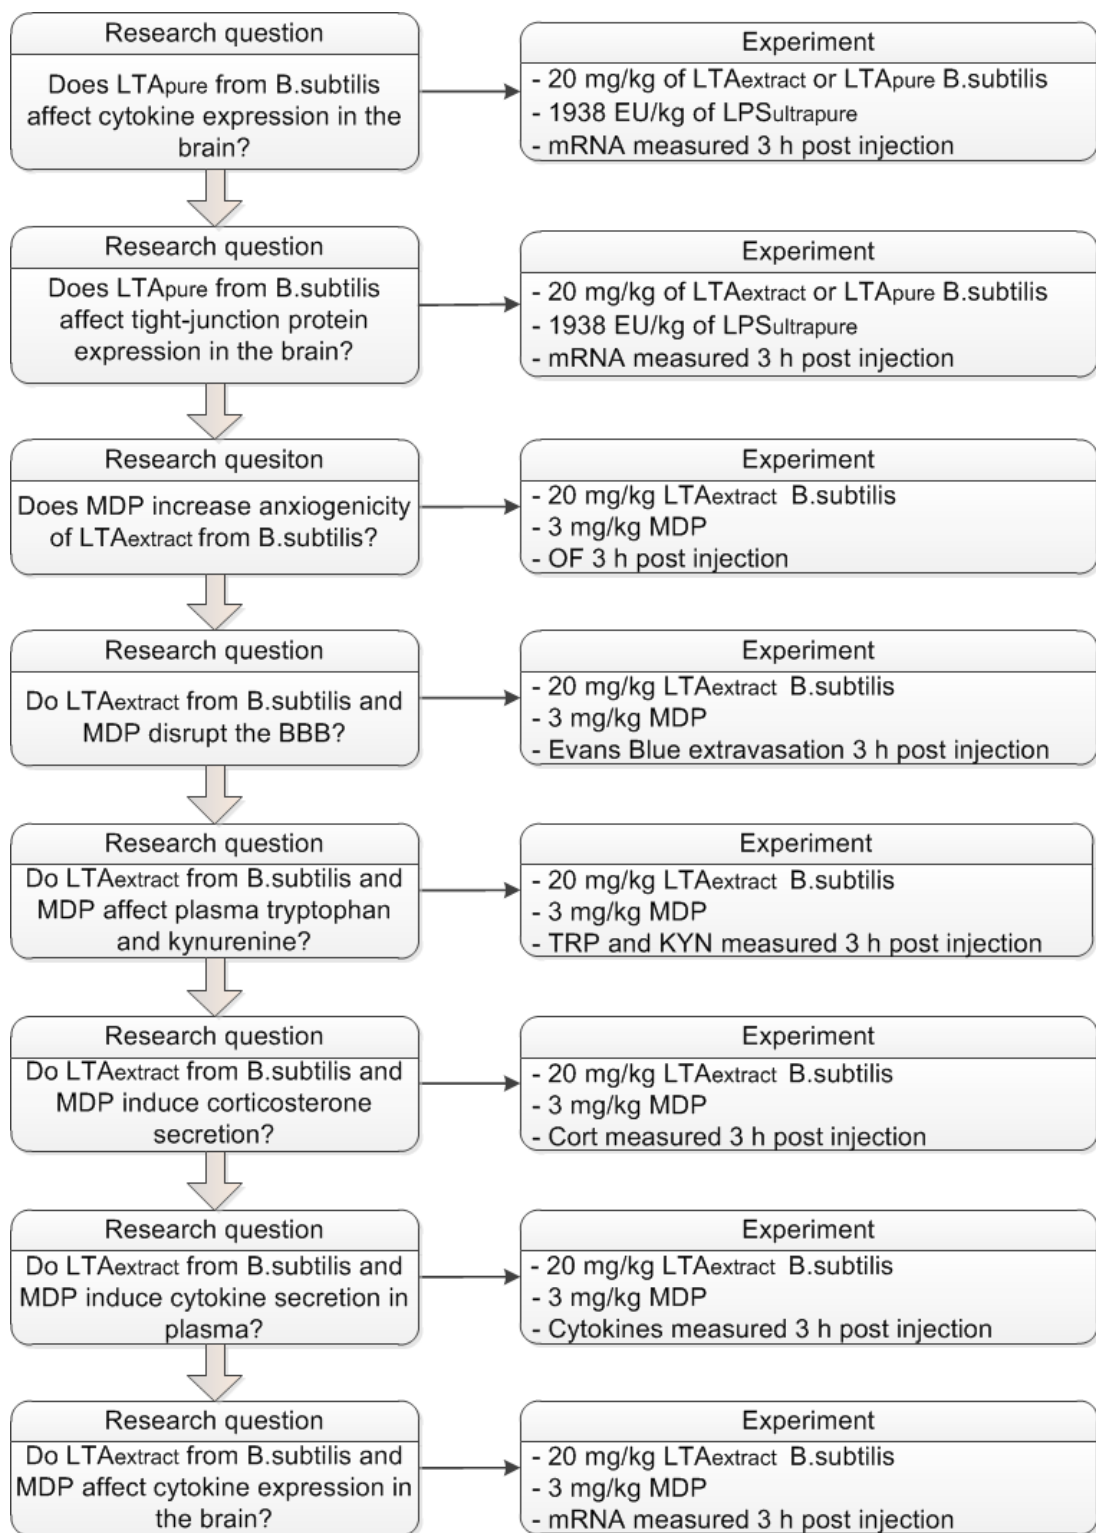 Research question
Does LTApure from B.subtilis
affect cytokine expression in the
brain?
Experiment
- 20 mg/kg of LTAextract or LTApure B.subtilis
- 1938 EU/kg of LPSultrapure
- mRNA measured 3 h post injection
Research question
Does LTApure from B.subtilis
affect tight-junction protein
expression in the brain?
Experiment
- 20 mg/kg of LTAextract or LTApure B.subtilis
- 1938 EU/kg of LPSultrapure
- mRNA measured 3 h post injection
Research quesiton
Does MDP increase anxiogenicity
of LTAextract from B.subtilis?
Experiment
- 20 mg/kg LTAextract B.subtilis
- 3 mg/kg MDP
- OF 3 h post injection
Research question
Do LTAextract from B.subtilis and
MDP disrupt the BBB?
Experiment
- 20 mg/kg LTAextract B.subtilis
- 3 mg/kg MDP
- Evans Blue extravasation 3 h post injection
Research question
Do LTAextract from B.subtilis and
MDP affect plasma tryptophan
and kynurenine?
Experiment
- 20 mg/kg LTAextract B.subtilis
- 3 mg/kg MDP
- TRP and KYN measured 3 h post injection
Research question
Do LTAextract from B.subtilis and
MDP induce corticosterone
secretion?
Experiment
- 20 mg/kg LTAextract B.subtilis
- 3 mg/kg MDP
- Cort measured 3 h post injection
Research question
Do LTAextract from B.subtilis and
MDP induce cytokine secretion in
plasma?
Experiment
- 20 mg/kg LTAextract B.subtilis
- 3 mg/kg MDP
- Cytokines measured 3 h post injection
Research question
Do LTAextract from B.subtilis and
MDP affect cytokine expression in
the brain?
Experiment
- 20 mg/kg LTAextract B.subtilis
- 3 mg/kg MDP
- mRNA measured 3 h post injection